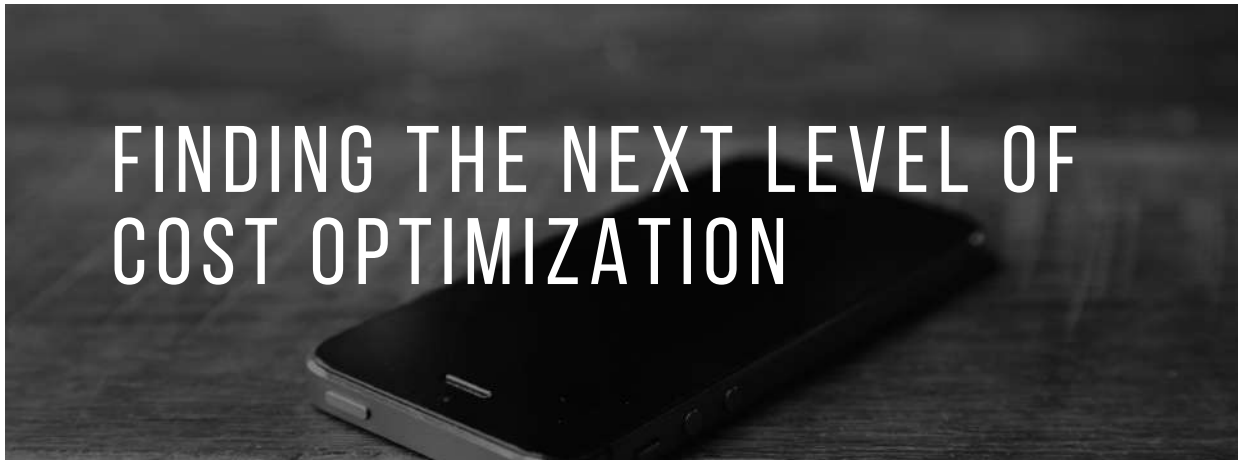 FINDING THE NEXT LEVEL OF
COST OPTIMIZATION